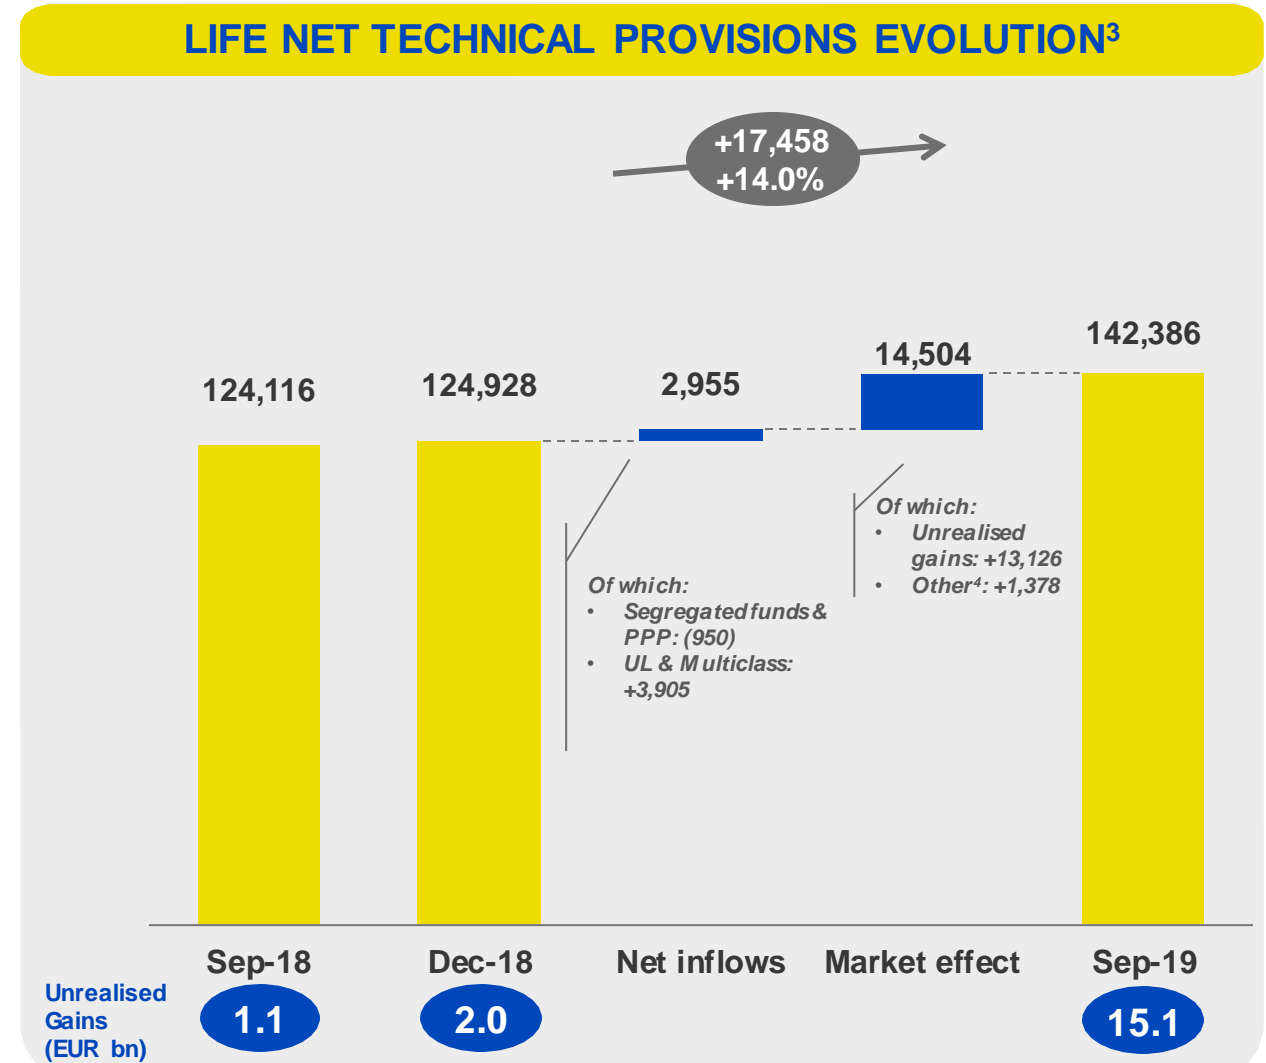 LIFE NET TECHNICAL PROVISIONS EVOLUTION³
+17,458
+14.0%
124,116
124,928
2,955
14,504
142,386
Of which:
• Segregated funds &
PPP: (950)
• UL & Multiclass:
+3,905
Of which:
• Unrealised
gains: +13,126
• Other⁴: +1,378
Sep-18
Dec-18
Net inflows
Market effect
Sep-19
Unrealised
Gains
(EUR bn)
1.1
2.0
15.1